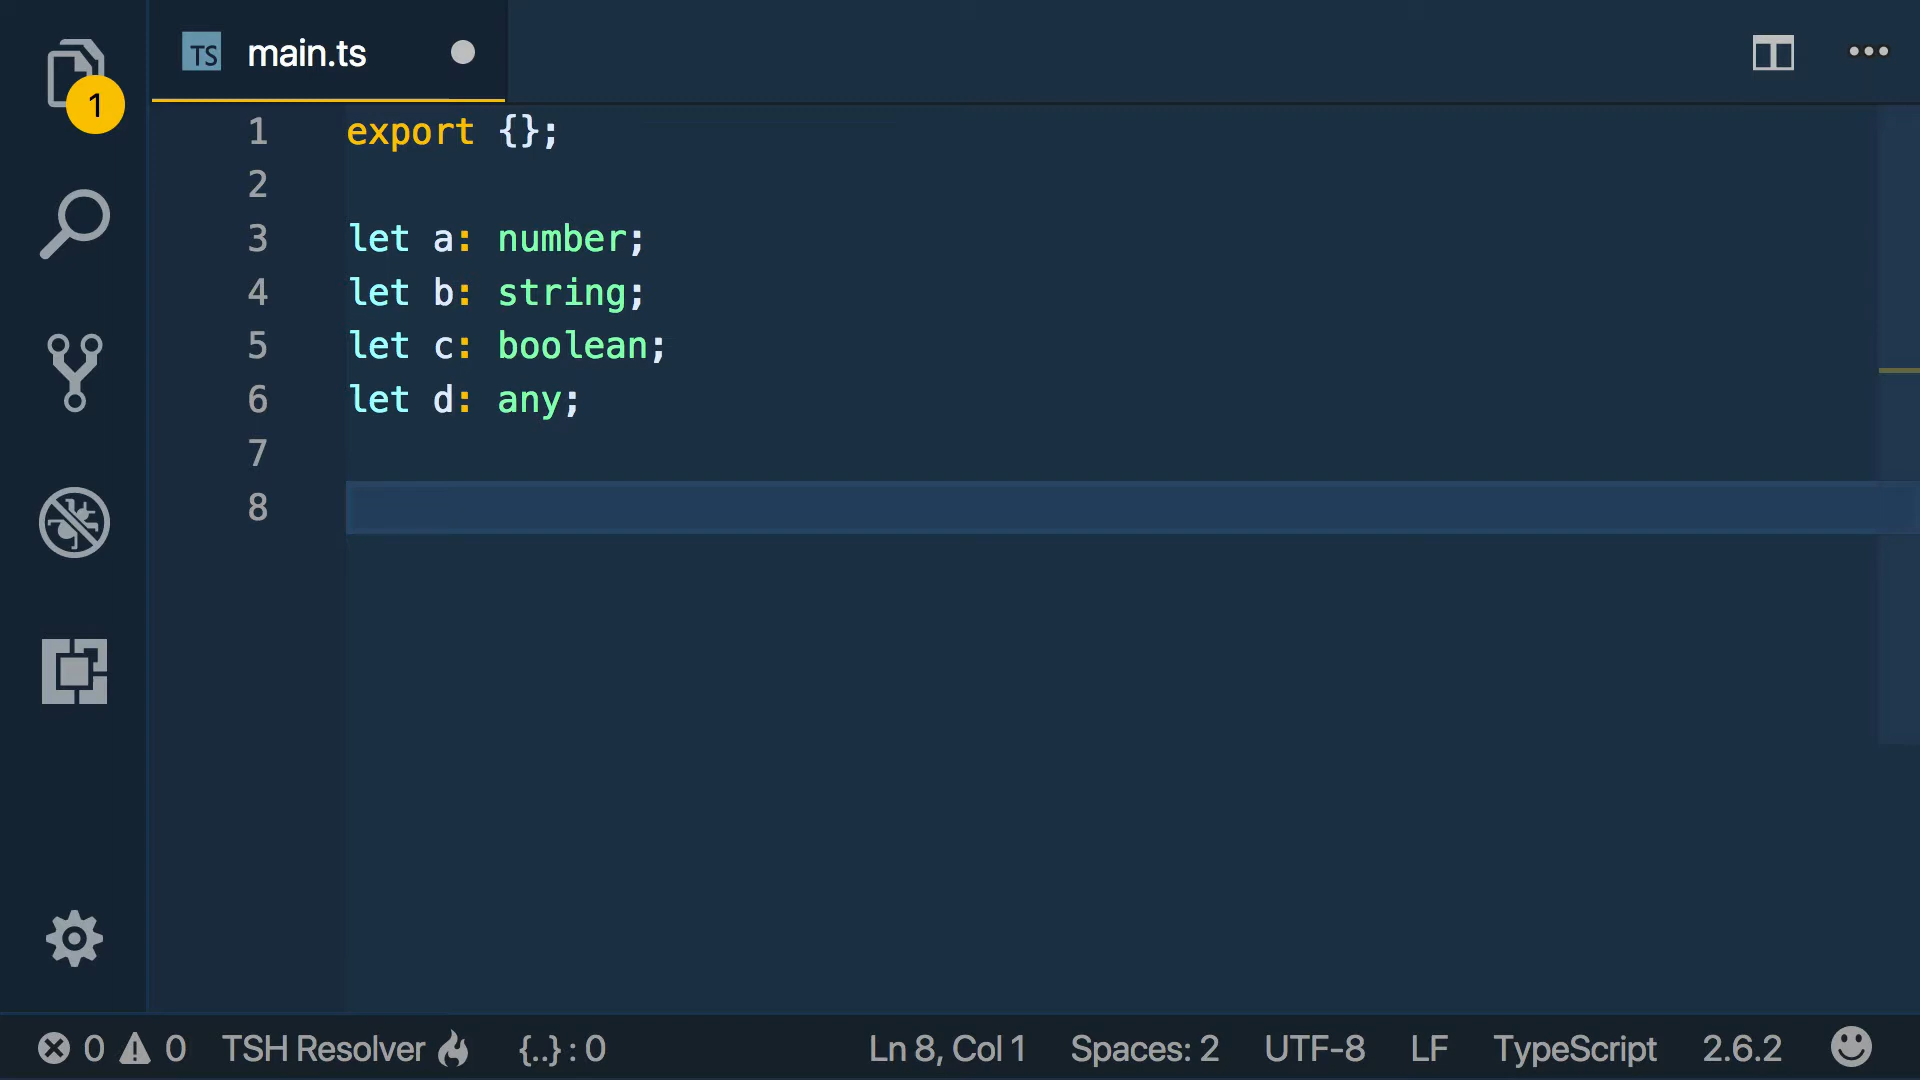 TS main.ts
1
1 export {};
2
3 let a: number;
4 let b: string;
5 let c: boolean;
6 let d: any;
7
8
0 0 TSH Resolver {..} : 0 Ln 8, Col 1 Spaces: 2 UTF-8 LF TypeScript 2.6.2